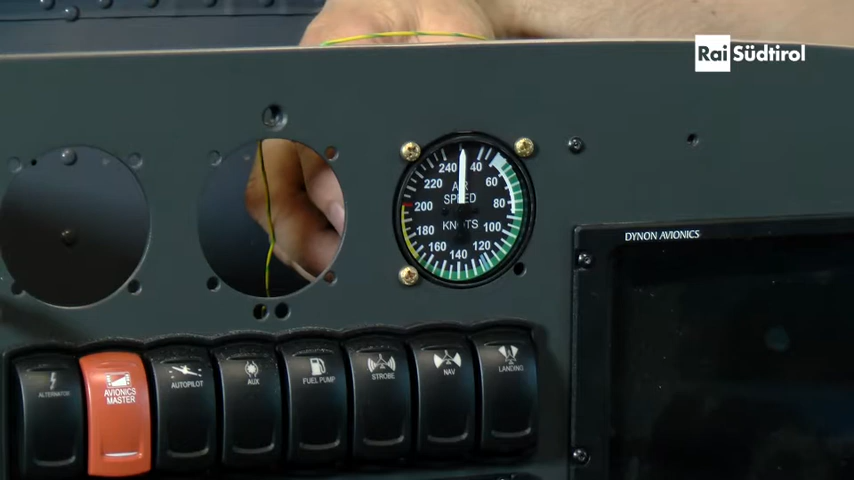 Rai Südtirol
240 40
220 60
AIR
200 SPEED 80
180 KNOTS 100
160 120
140
DYNON AVIONICS
ALTERNATOR
AVIONICS
MASTER
AUTOPILOT
AUX
FUEL PUMP
STROBE
NAV
LANDING